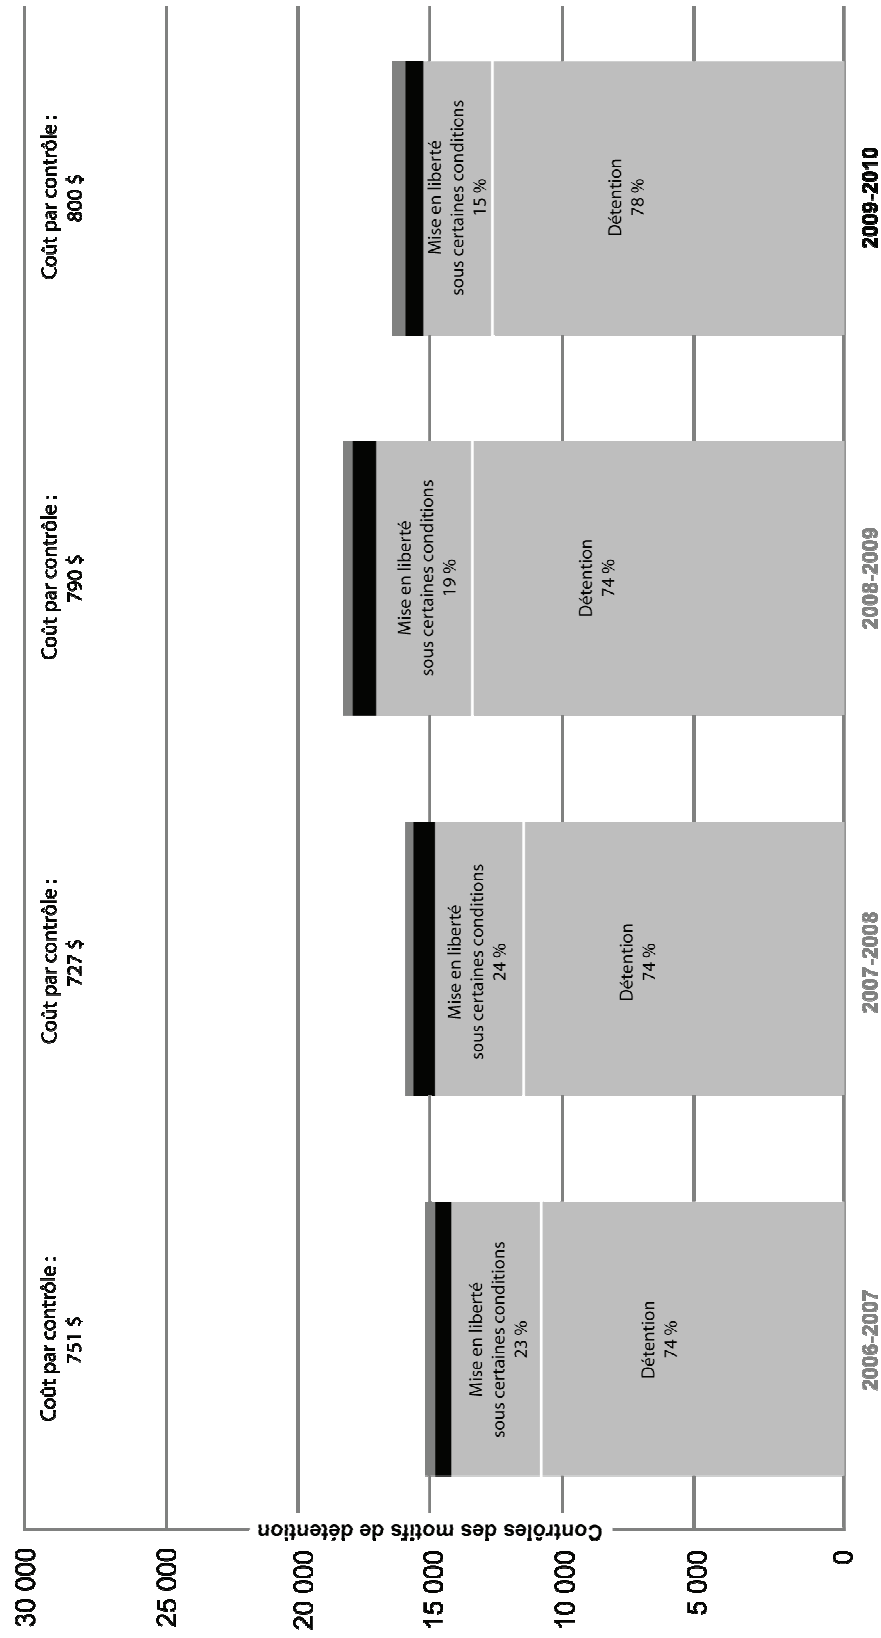 Coût par contrôle :
751 $
Coût par contrôle :
727 $
Coût par contrôle :
790 $
Coût par contrôle :
800 $
30 000
25 000
20 000
15 000
10 000
5 000
0
Contrôles des motifs de détention
Mise en liberté
sous certaines conditions
23 %
Détention
74 %
Mise en liberté
sous certaines conditions
24 %
Détention
74 %
Mise en liberté
sous certaines conditions
19 %
Détention
74 %
Mise en liberté
sous certaines conditions
15 %
Détention
78 %
2006-2007
2007-2008
2008-2009
2009-2010